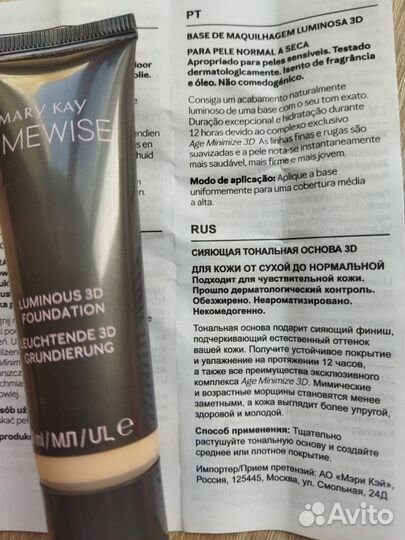 MARY KAY
MEWISE
LUMINOUS 3D
FOUNDATION
LEUCHTENDE 3D
GRUNDIERUNG
PT
BASE DE MAQUILHAGEM LUMINOSA 3D
PARA PELE NORMAL A SECA
Apropriado para peles sensíveis. Testado
dermatologicamente. Isento de fragrância
e óleo. Não comedogénico.
Consiga um acabamento naturalmente
luminoso de uma base com o seu tom exato.
Duração excepcional e hidratação durante
12 horas devido ao complexo exclusivo
Age Minimize 3D. As linhas finas e rugas são
suavizadas e a pele nota-se instantaneamente
mais saudável, mais firme e mais jovem.
Modo de aplicação: Aplique a base
uniformemente para uma cobertura média
a alta.
RUS
СИЯЮЩАЯ ТОНАЛЬНАЯ ОСНОВА 3D
ДЛЯ КОЖИ ОТ СУХОЙ ДО НОРМАЛЬНОЙ
Подходит для чувствительной кожи.
Прошло дерматологический контроль.
Обезжирено. Неароматизировано.
Некомедогенно.
Тональная основа подарит сияющий финиш,
подчеркивающий естественный оттенок
вашей кожи. Получите устойчивое покрытие
и увлажнение на протяжении 12 часов,
а также все преимущества эксклюзивного
комплекса Age Minimize 3D. Мимические
и возрастные морщины становятся менее
заметными, а кожа выглядит более упругой,
здоровой и молодой.
Способ применения: Тщательно
растушуйте тональную основу и создайте
среднее или плотное покрытие.
Импортер/Прием претензий: АО «Мэри Кэй»,
Россия, 125445, Москва, ул. Смольная, 24Д
Avito